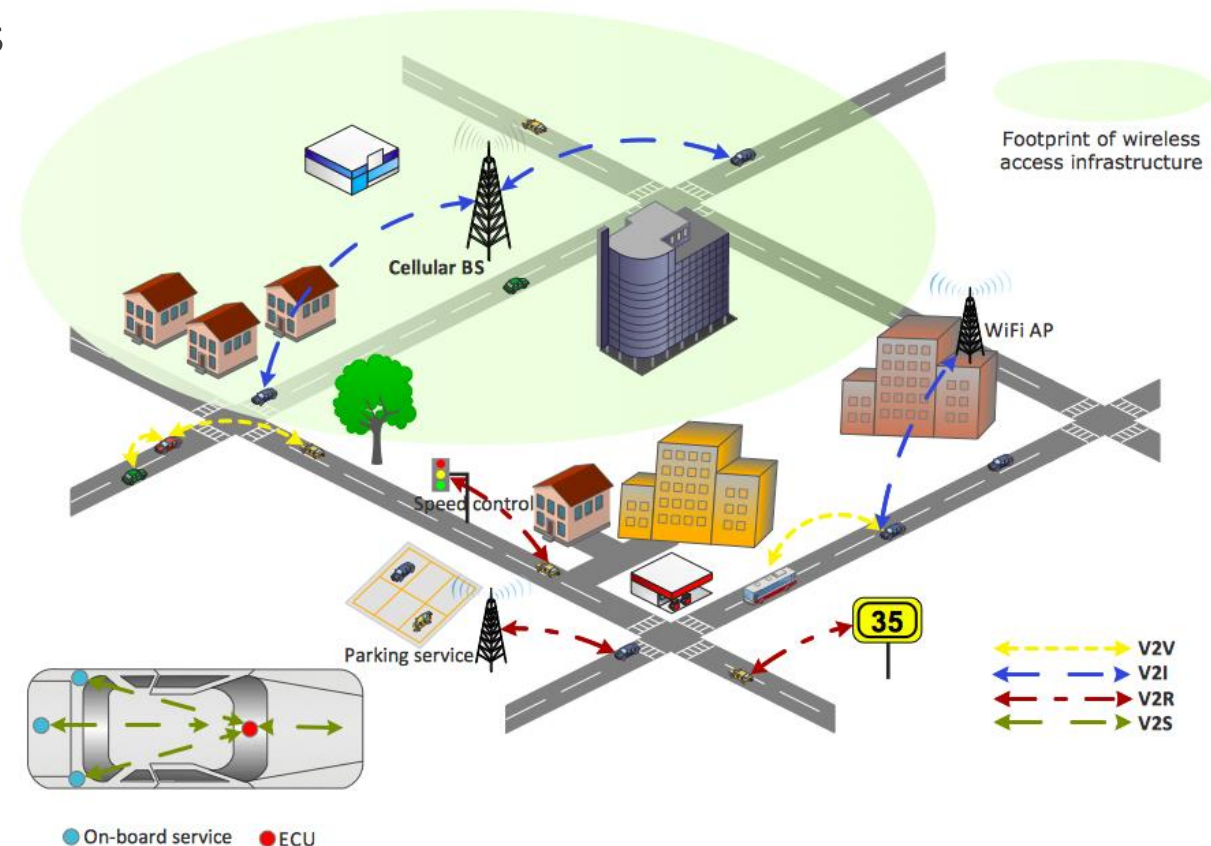 s
Footprint of wireless
access infrastructure
Cellular BS
WiFi AP
Speed control
35
Parking service
V2V
V2I
V2R
V2S
On-board service
ECU